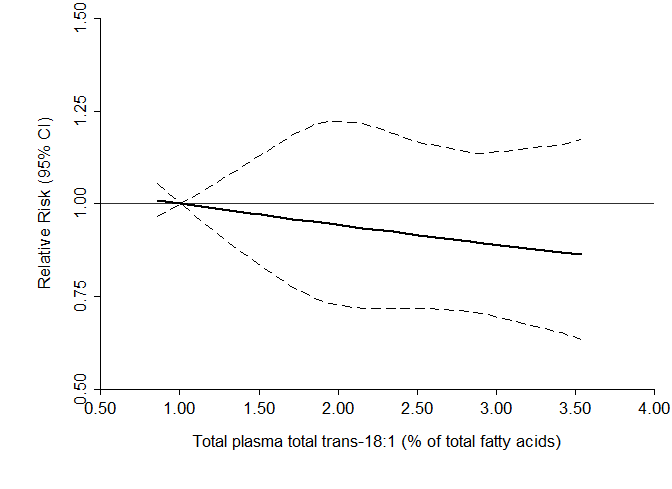 1.50
1.25
1.00
0.75
0.50
Relative Risk (95% CI)
0.50 1.00 1.50 2.00 2.50 3.00 3.50 4.00
Total plasma total trans-18:1 (% of total fatty acids)